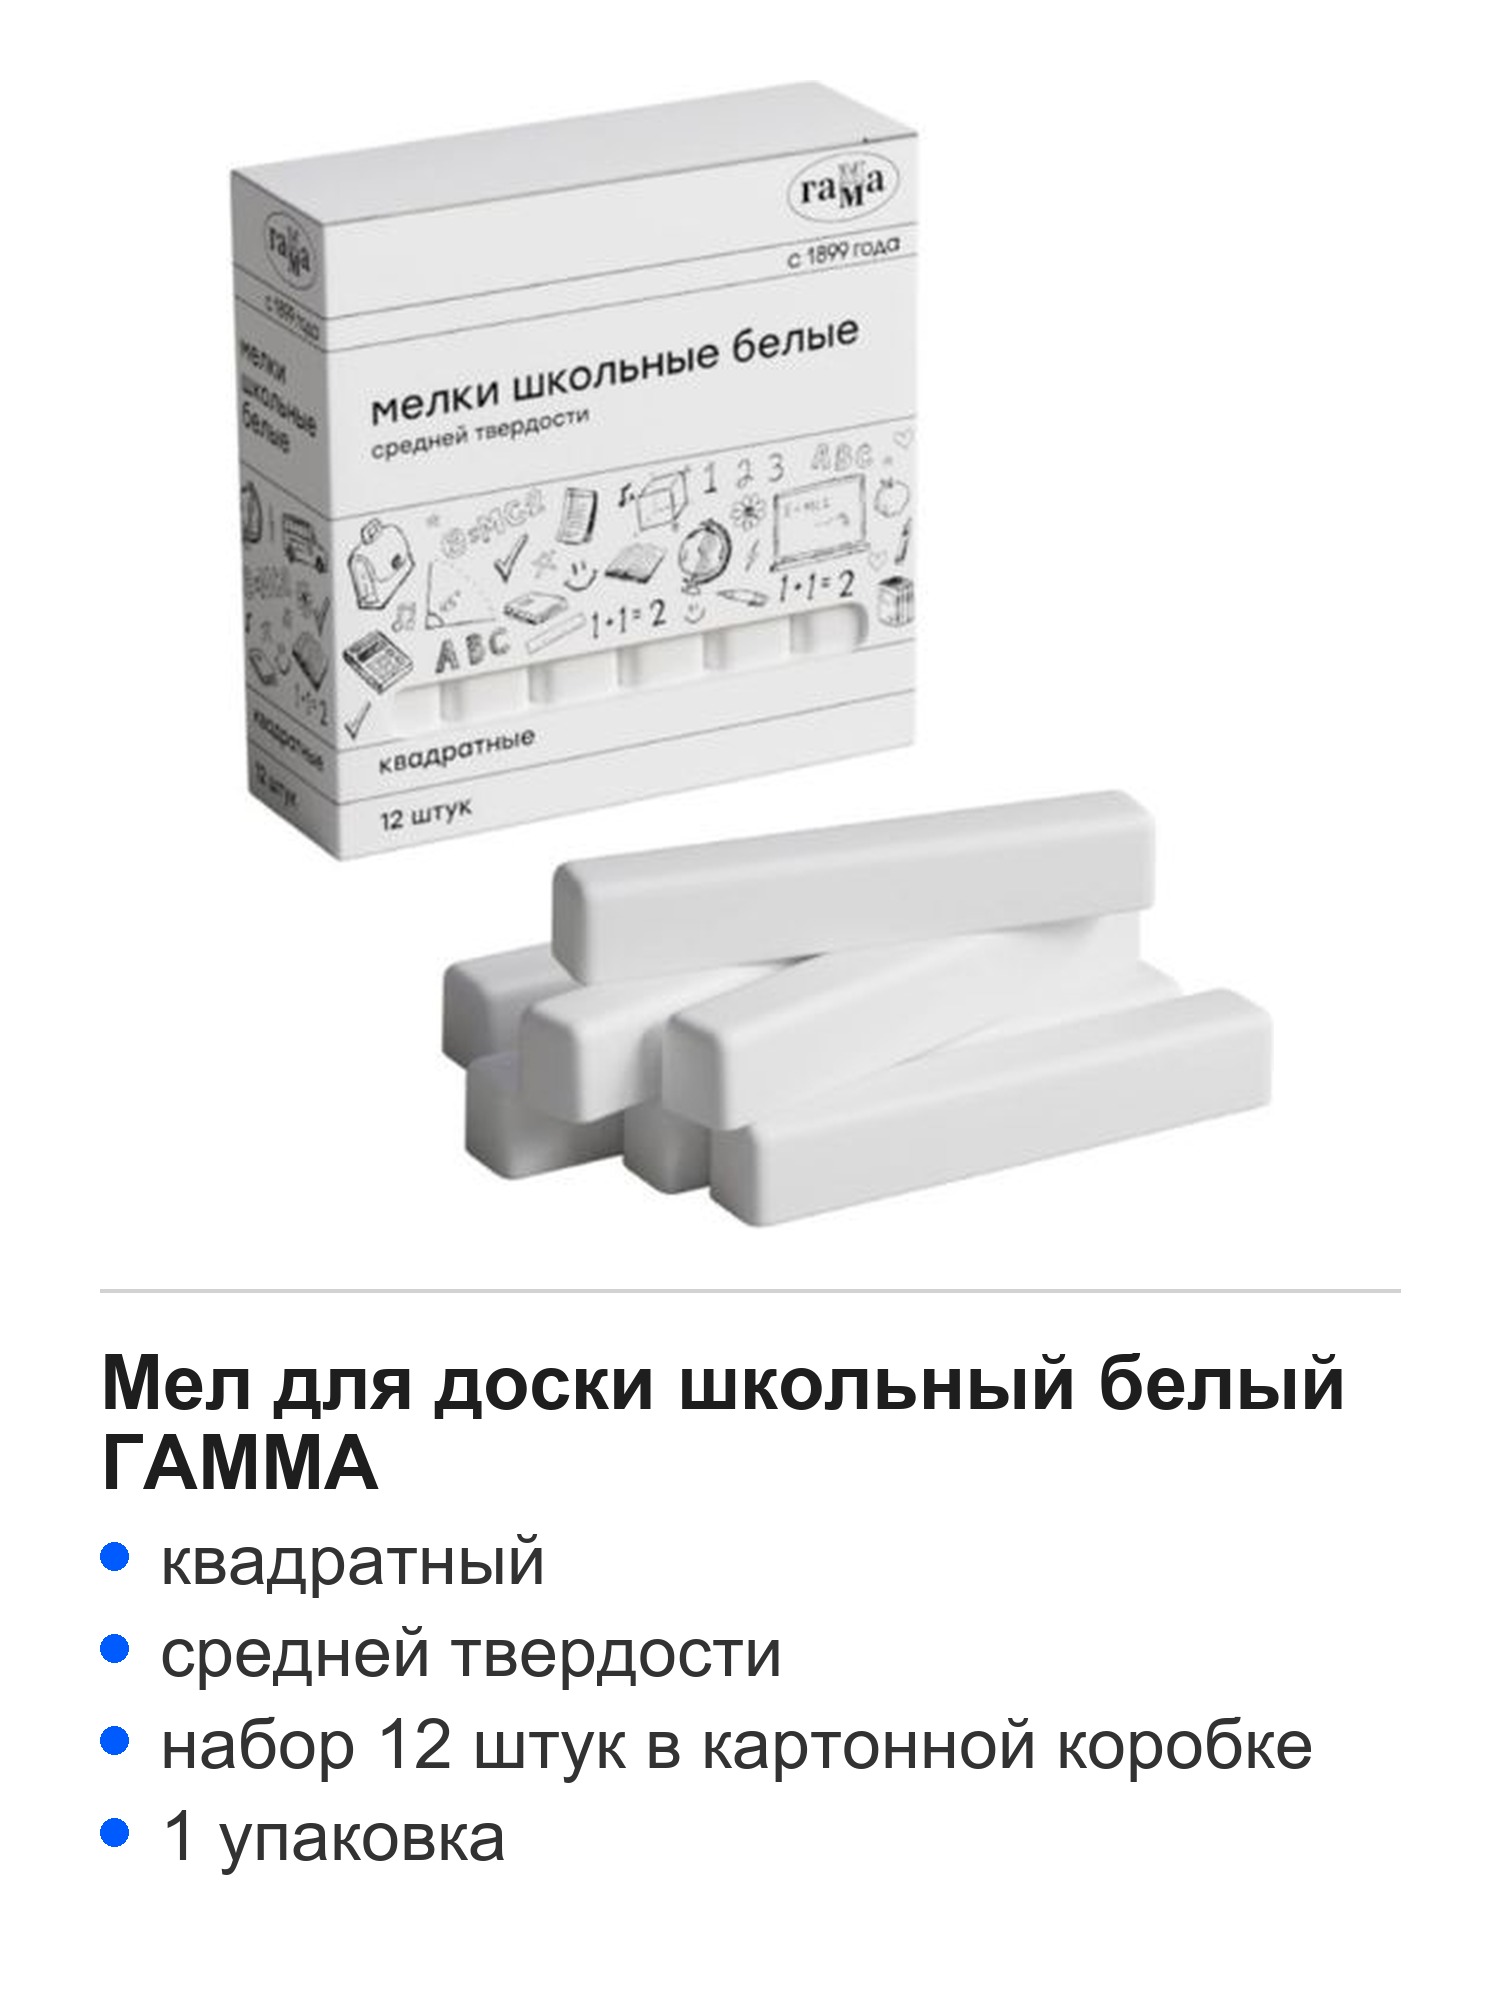 гамма
с 1899 года
мелки школьные белые
средней твердости
1 2 3 ABC
E=MC2
1+1=2
ABC
1+1=2
квадратные
12 штук
гамма
с 1899 года
мелки
школьные
белые
1+1=2
квадратные
12 штук
Мел для доски школьный белый
ГАММА
квадратный
средней твердости
набор 12 штук в картонной коробке
1 упаковка